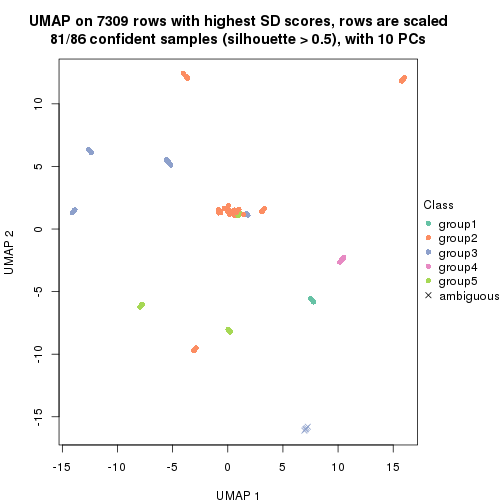 UMAP on 7309 rows with highest SD scores, rows are scaled
81/86 confident samples (silhouette > 0.5), with 10 PCs
UMAP 2
10
5
0
-5
-10
-15
-15
-10
-5
0
5
10
15
UMAP 1
Class
group1
group2
group3
group4
group5
ambiguous